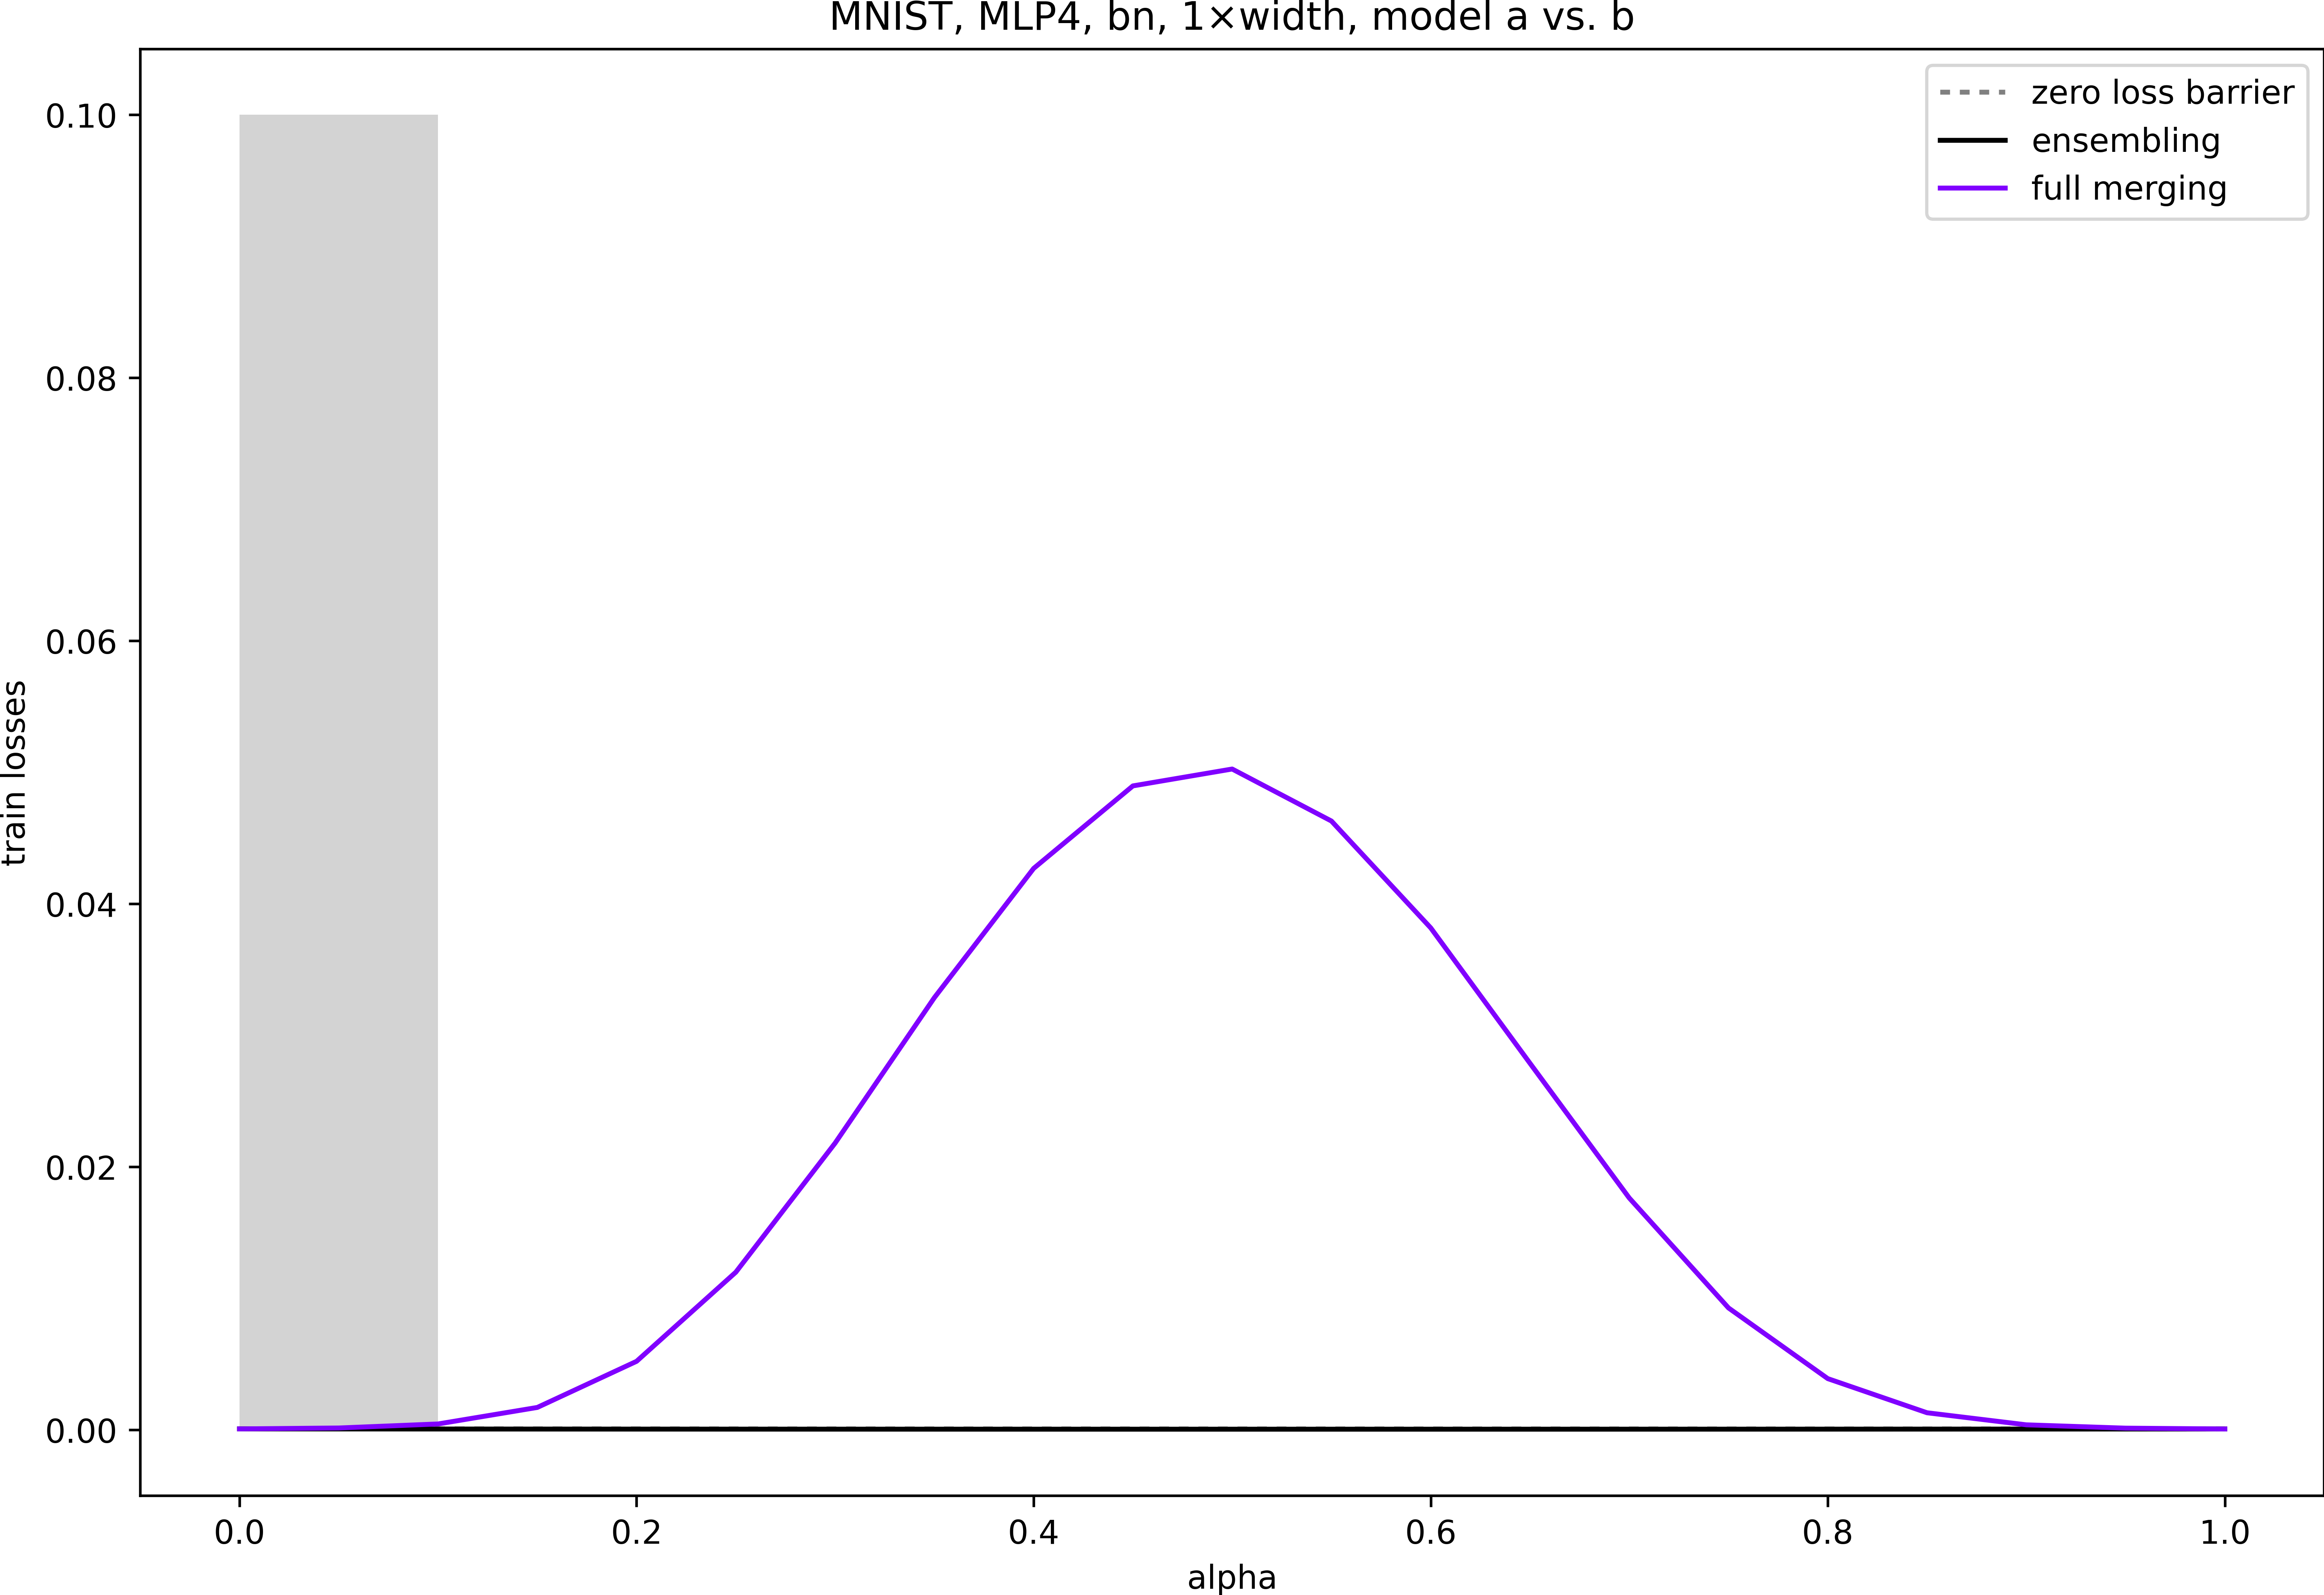 MNIST, MLP4, bn, 1×width, model a vs. b
zero loss barrier
ensembling
full merging
0.10
0.08
0.06
0.04
0.02
0.00
train losses
0.0 0.2 0.4 0.6 0.8 1.0
alpha